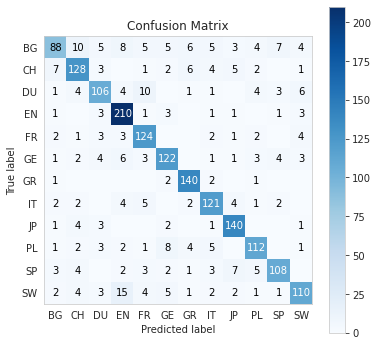 Confusion Matrix
True label
BG 88 10 5 8 5 5 6 5 3 4 7 4
CH 7 128 3 1 2 6 4 5 2 1
DU 1 4 106 4 10 1 1 4 3 6
EN 1 3 210 1 3 1 1 1 3
FR 2 1 3 3 124 2 1 2 4
GE 1 2 4 6 3 122 1 1 3 4 3
GR 1 2 140 2 1
IT 2 2 4 5 2 121 4 1 2
JP 1 4 3 2 1 140 1
PL 1 2 3 2 1 8 4 5 112 1
SP 3 4 2 3 2 1 3 7 5 108
SW 2 4 3 15 4 5 1 2 2 1 1 110
BG CH DU EN FR GE GR IT JP PL SP SW
Predicted label
200
175
150
125
100
75
50
25
0